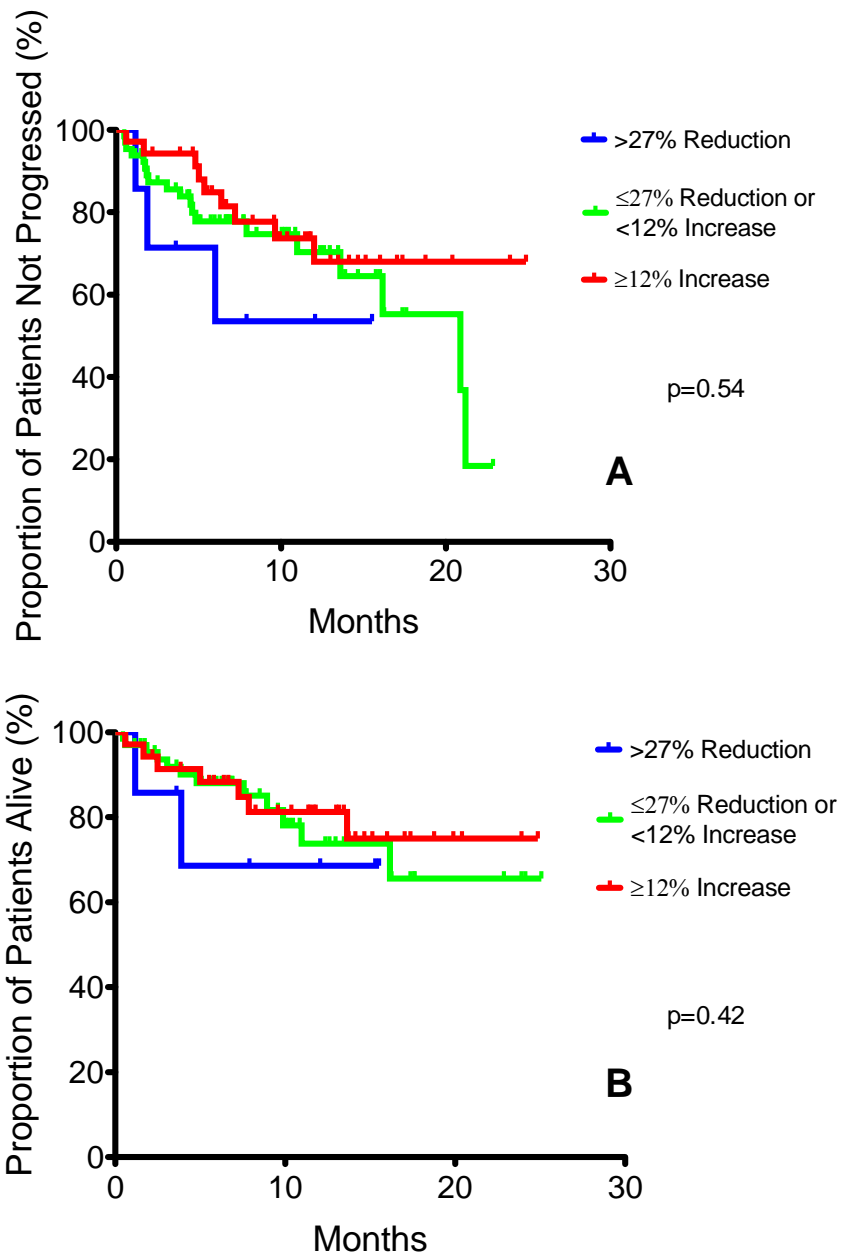 Proportion of Patients Not Progressed (%)
100
80
60
40
20
0
0 10 20 30
Months
>27% Reduction
≤27% Reduction or
<12% Increase
≥12% Increase
p=0.54
A
Proportion of Patients Alive (%)
100
80
60
40
20
0
0 10 20 30
Months
>27% Reduction
≤27% Reduction or
<12% Increase
≥12% Increase
p=0.42
B